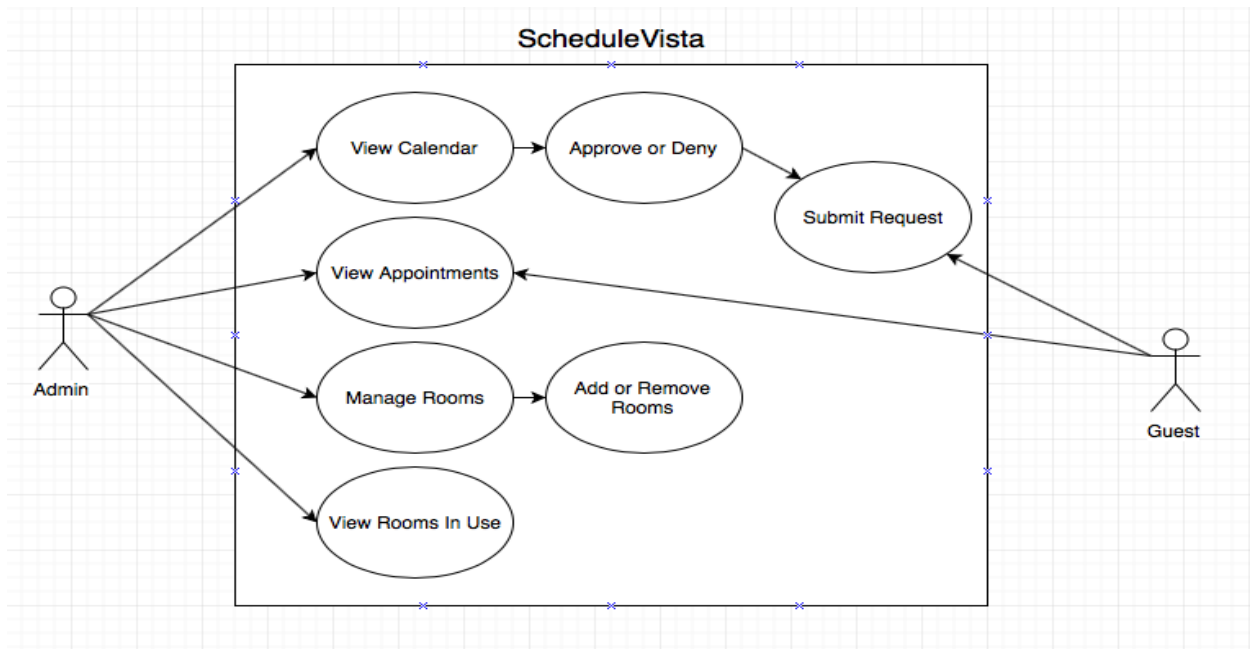 ScheduleVista
View Calendar
Approve or Deny
Submit Request
View Appointments
Admin
Manage Rooms
Add or Remove
Rooms
Guest
View Rooms In Use